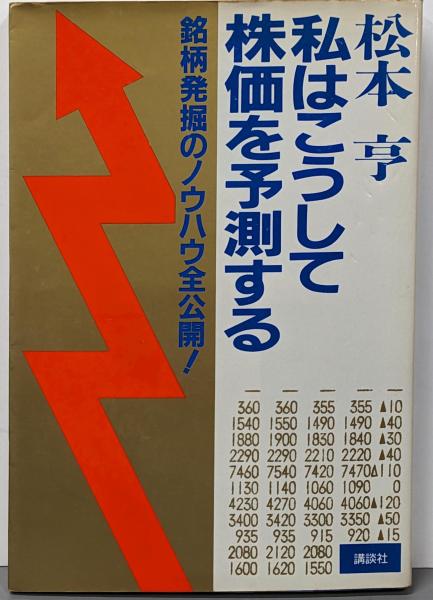 松本 亨
私はこうして
株価を予測する
銘柄発掘のノウハウ全公開!
— — — — —
360 360 355 355 ▲10
1540 1550 1490 1490 ▲40
1880 1900 1830 1840 ▲30
2290 2290 2210 2220 ▲40
7460 7540 7420 7470 △110
1130 1140 1060 1090 0
4230 4270 4060 4060 ▲120
3400 3420 3300 3350 ▲50
935 935 915 920 ▲15
2080 2120 2080
1600 1620 1550
講談社